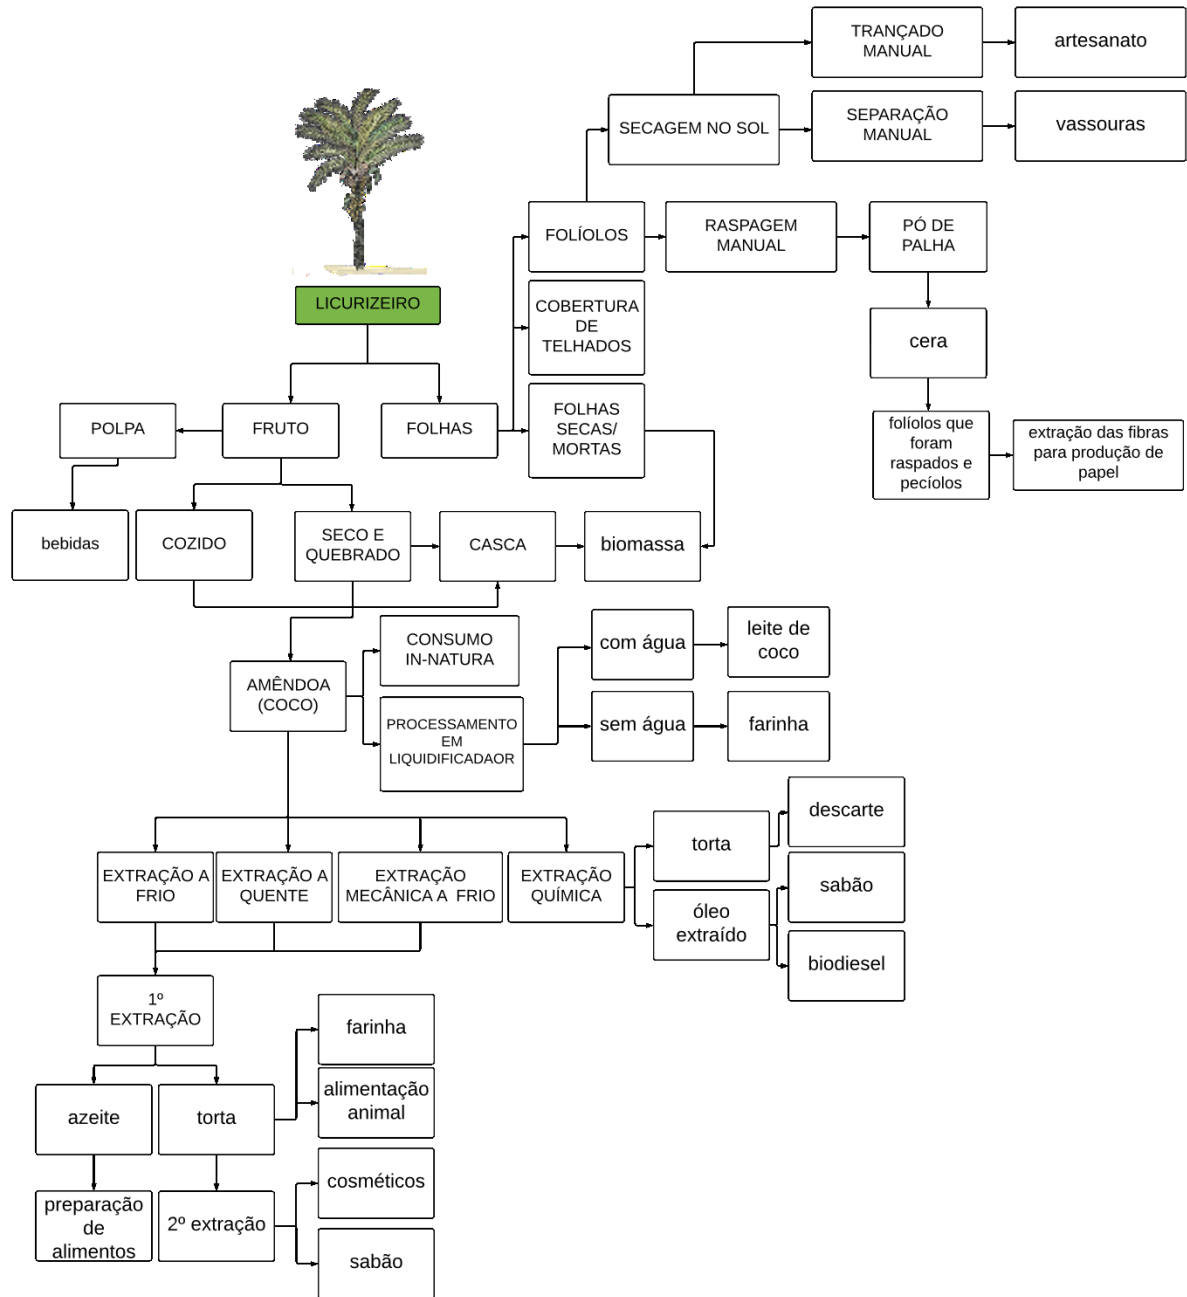 TRANÇADO
MANUAL
artesanato
SECAGEM NO SOL
SEPARAÇÃO
MANUAL
vassouras
FOLÍOLOS
RASPAGEM
MANUAL
PÓ DE
PALHA
LICURIZEIRO
COBERTURA
DE
TELHADOS
cera
POLPA
FRUTO
FOLHAS
FOLHAS
SECAS/
MORTAS
folíolos que
foram
raspados e
pecíolos
extração das fibras
para produção de
papel
bebidas
COZIDO
SECO E
QUEBRADO
CASCA
biomassa
CONSUMO
IN-NATURA
com água
leite de
coco
AMÊNDOA
(COCO)
PROCESSAMENTO
EM
LIQUIDIFICADAOR
sem água
farinha
EXTRAÇÃO A
FRIO
EXTRAÇÃO A
QUENTE
EXTRAÇÃO
MECÂNICA A  FRIO
EXTRAÇÃO
QUÍMICA
torta
descarte
óleo
extraído
sabão
biodiesel
1º
EXTRAÇÃO
farinha
azeite
torta
alimentação
animal
preparação
de
alimentos
2º extração
cosméticos
sabão